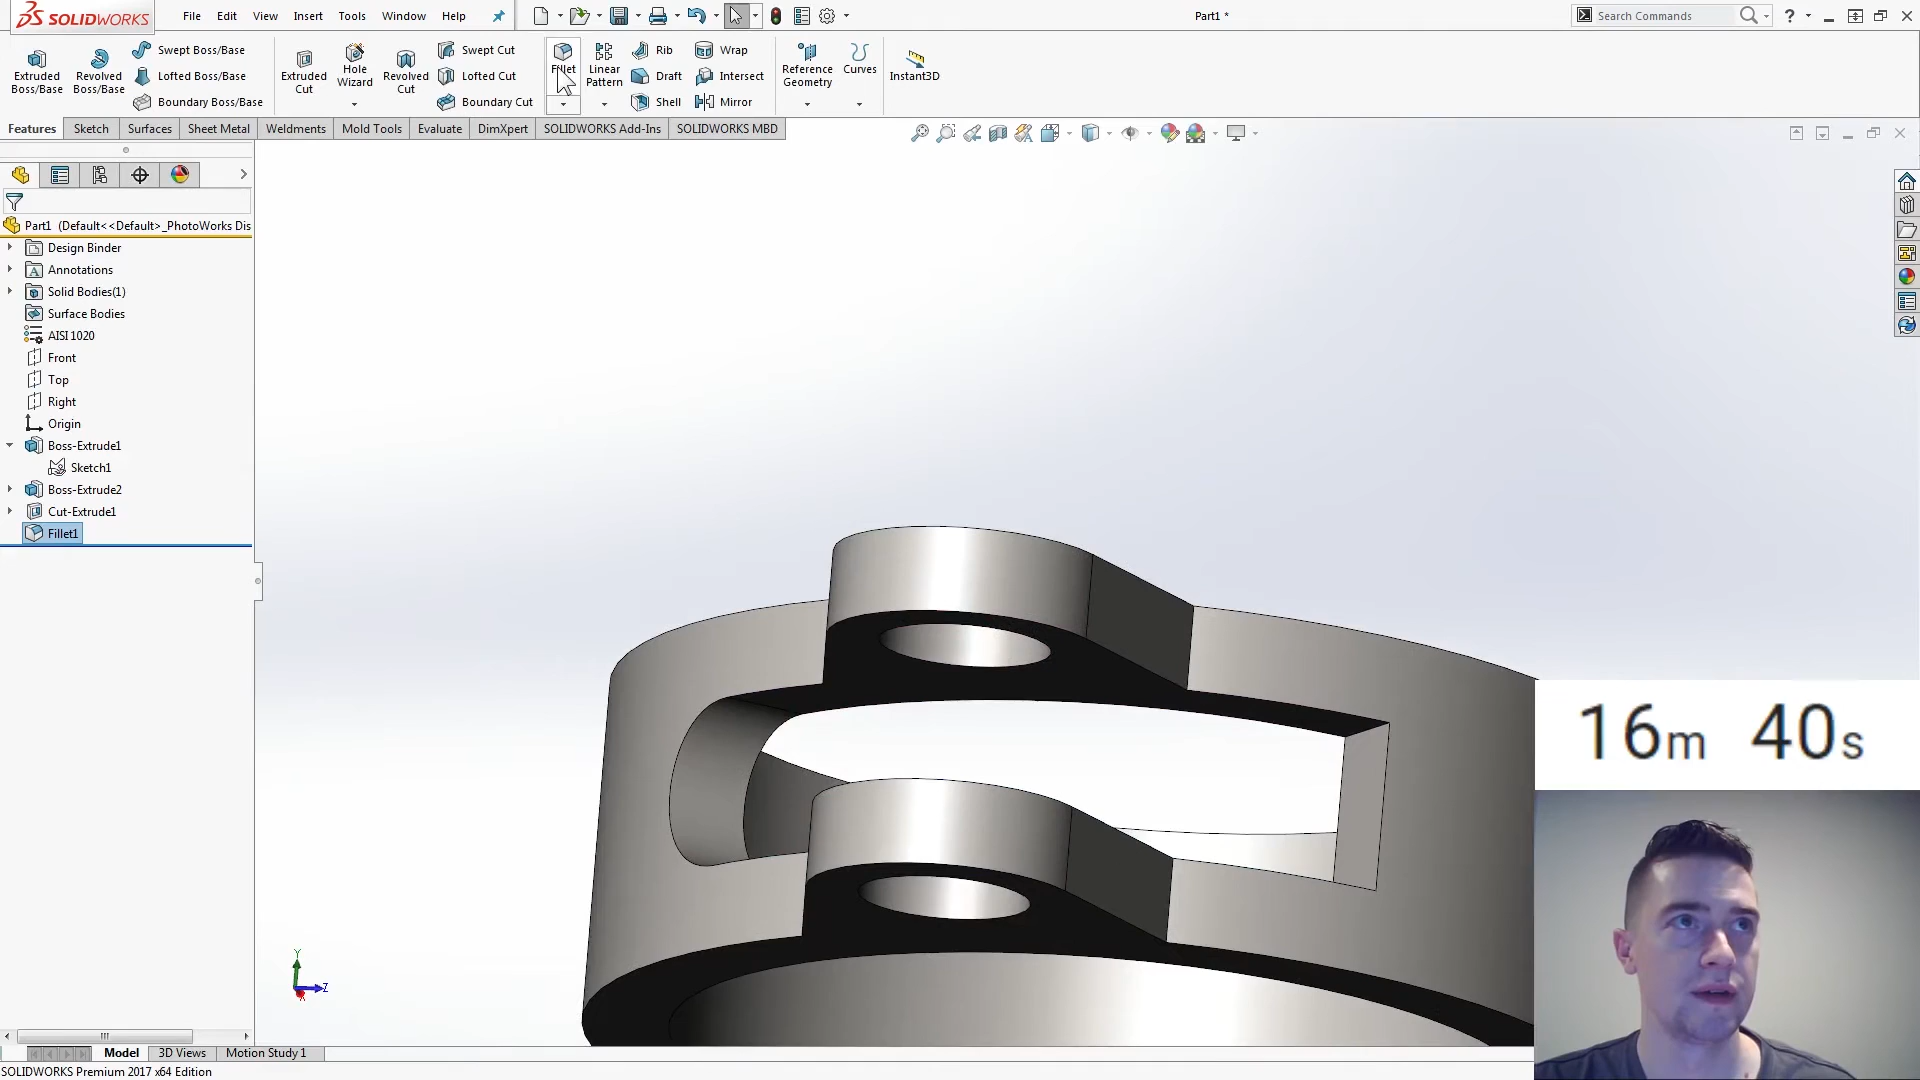 SOLIDWORKS
File Edit View Insert Tools Window Help
Part1 *
Search Commands
Extruded Boss/Base
Revolved Boss/Base
Swept Boss/Base
Lofted Boss/Base
Boundary Boss/Base
Extruded Cut
Hole Wizard
Revolved Cut
Swept Cut
Lofted Cut
Boundary Cut
Fillet
Linear Pattern
Rib
Draft
Shell
Wrap
Intersect
Mirror
Reference Geometry
Curves
Instant3D
Features Sketch Surfaces Sheet Metal Weldments Mold Tools Evaluate DimXpert SOLIDWORKS Add-Ins SOLIDWORKS MBD
Part1 (Default<<Default>_PhotoWorks Dis
Design Binder
Annotations
Solid Bodies(1)
Surface Bodies
AISI 1020
Front
Top
Right
Origin
Boss-Extrude1
Sketch1
Boss-Extrude2
Cut-Extrude1
Fillet1
16m 40s
Y
Z
X
Model 3D Views Motion Study 1
SOLIDWORKS Premium 2017 x64 Edition